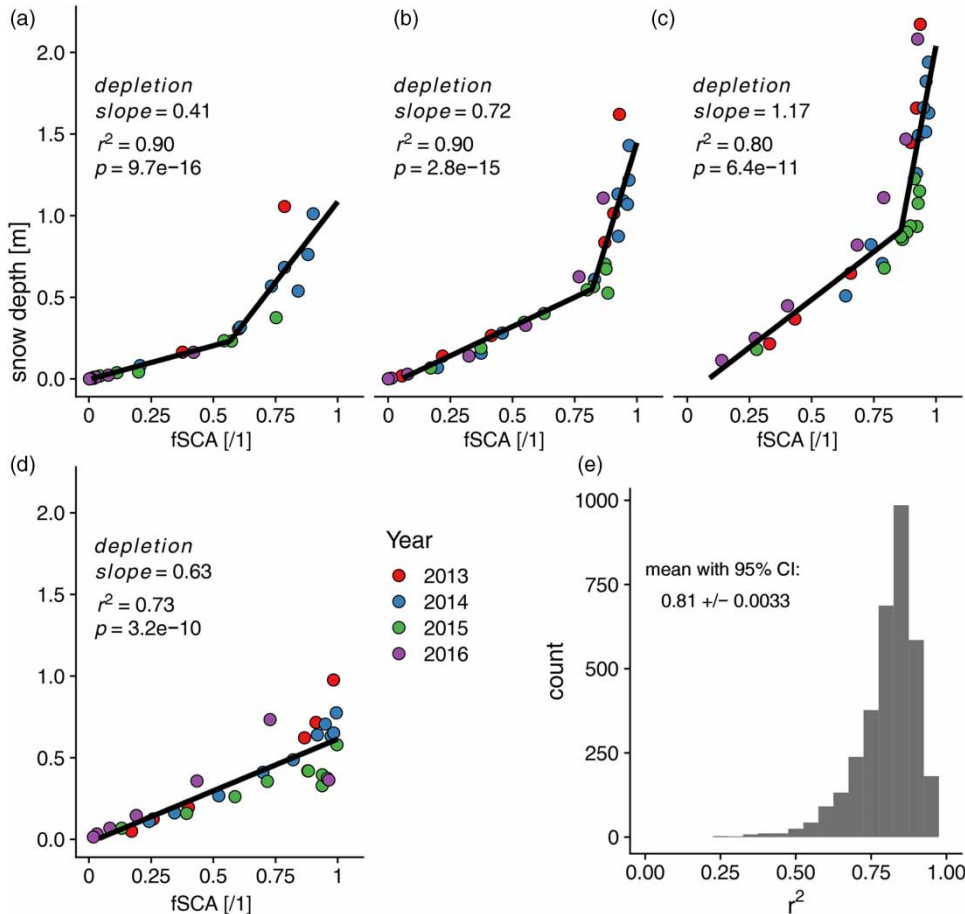 (a)
(b)
(c)
depletion
slope = 0.41
r² = 0.90
p = 9.7e−16
depletion
slope = 0.72
r² = 0.90
p = 2.8e−15
depletion
slope = 1.17
r² = 0.80
p = 6.4e−11
snow depth [m]
2.0
1.5
1.0
0.5
0.0
0 0.25 0.5 0.75 1
0 0.25 0.5 0.75 1
0 0.25 0.5 0.75 1
fSCA [/1]
fSCA [/1]
fSCA [/1]
(d)
depletion
slope = 0.63
r² = 0.73
p = 3.2e−10
2.0
1.5
1.0
0.5
0.0
0 0.25 0.5 0.75 1
fSCA [/1]
Year
2013
2014
2015
2016
(e)
mean with 95% CI:
0.81 +/− 0.0033
count
1000
750
500
250
0
0.00 0.25 0.50 0.75 1.00
r²